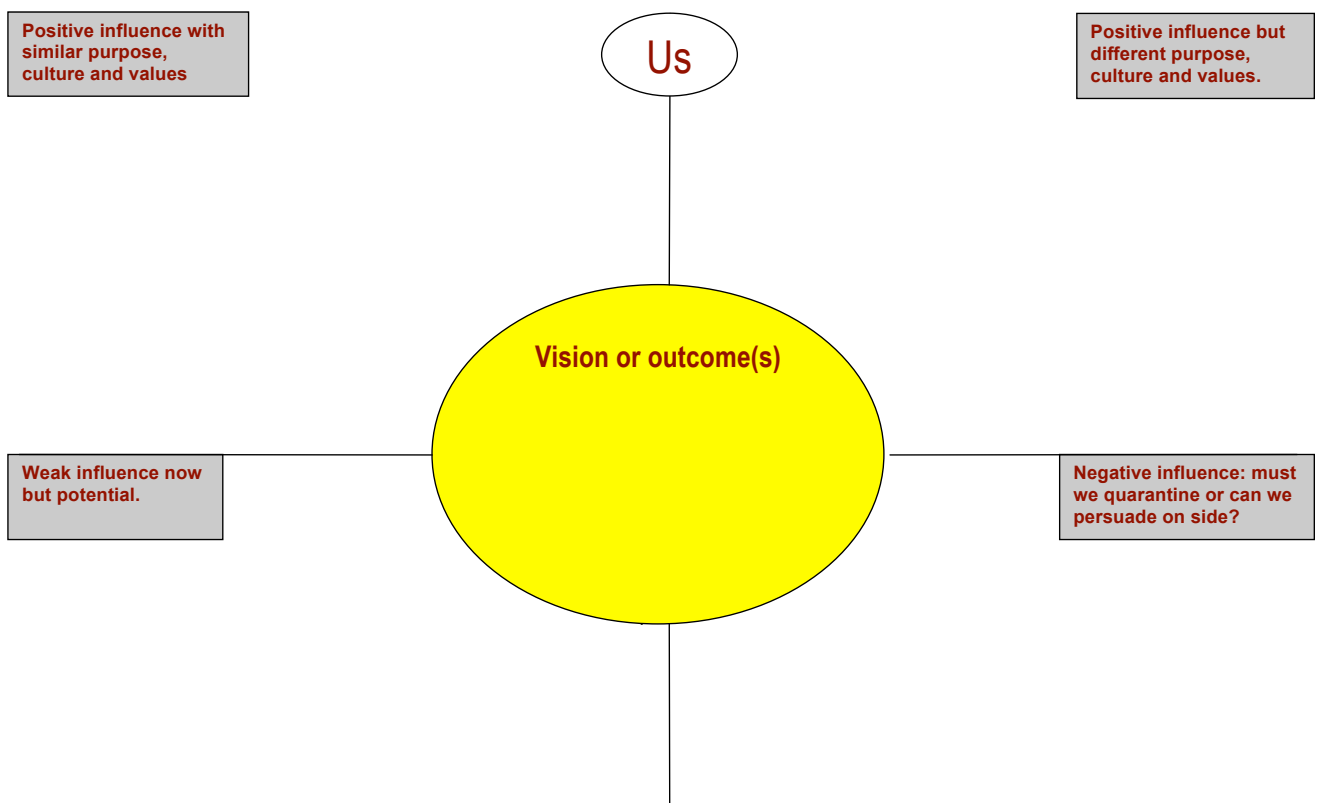 Positive influence with
similar purpose,
culture and values
Us
Positive influence but
different purpose,
culture and values.
Vision or outcome(s)
Weak influence now
but potential.
Negative influence: must
we quarantine or can we
persuade on side?